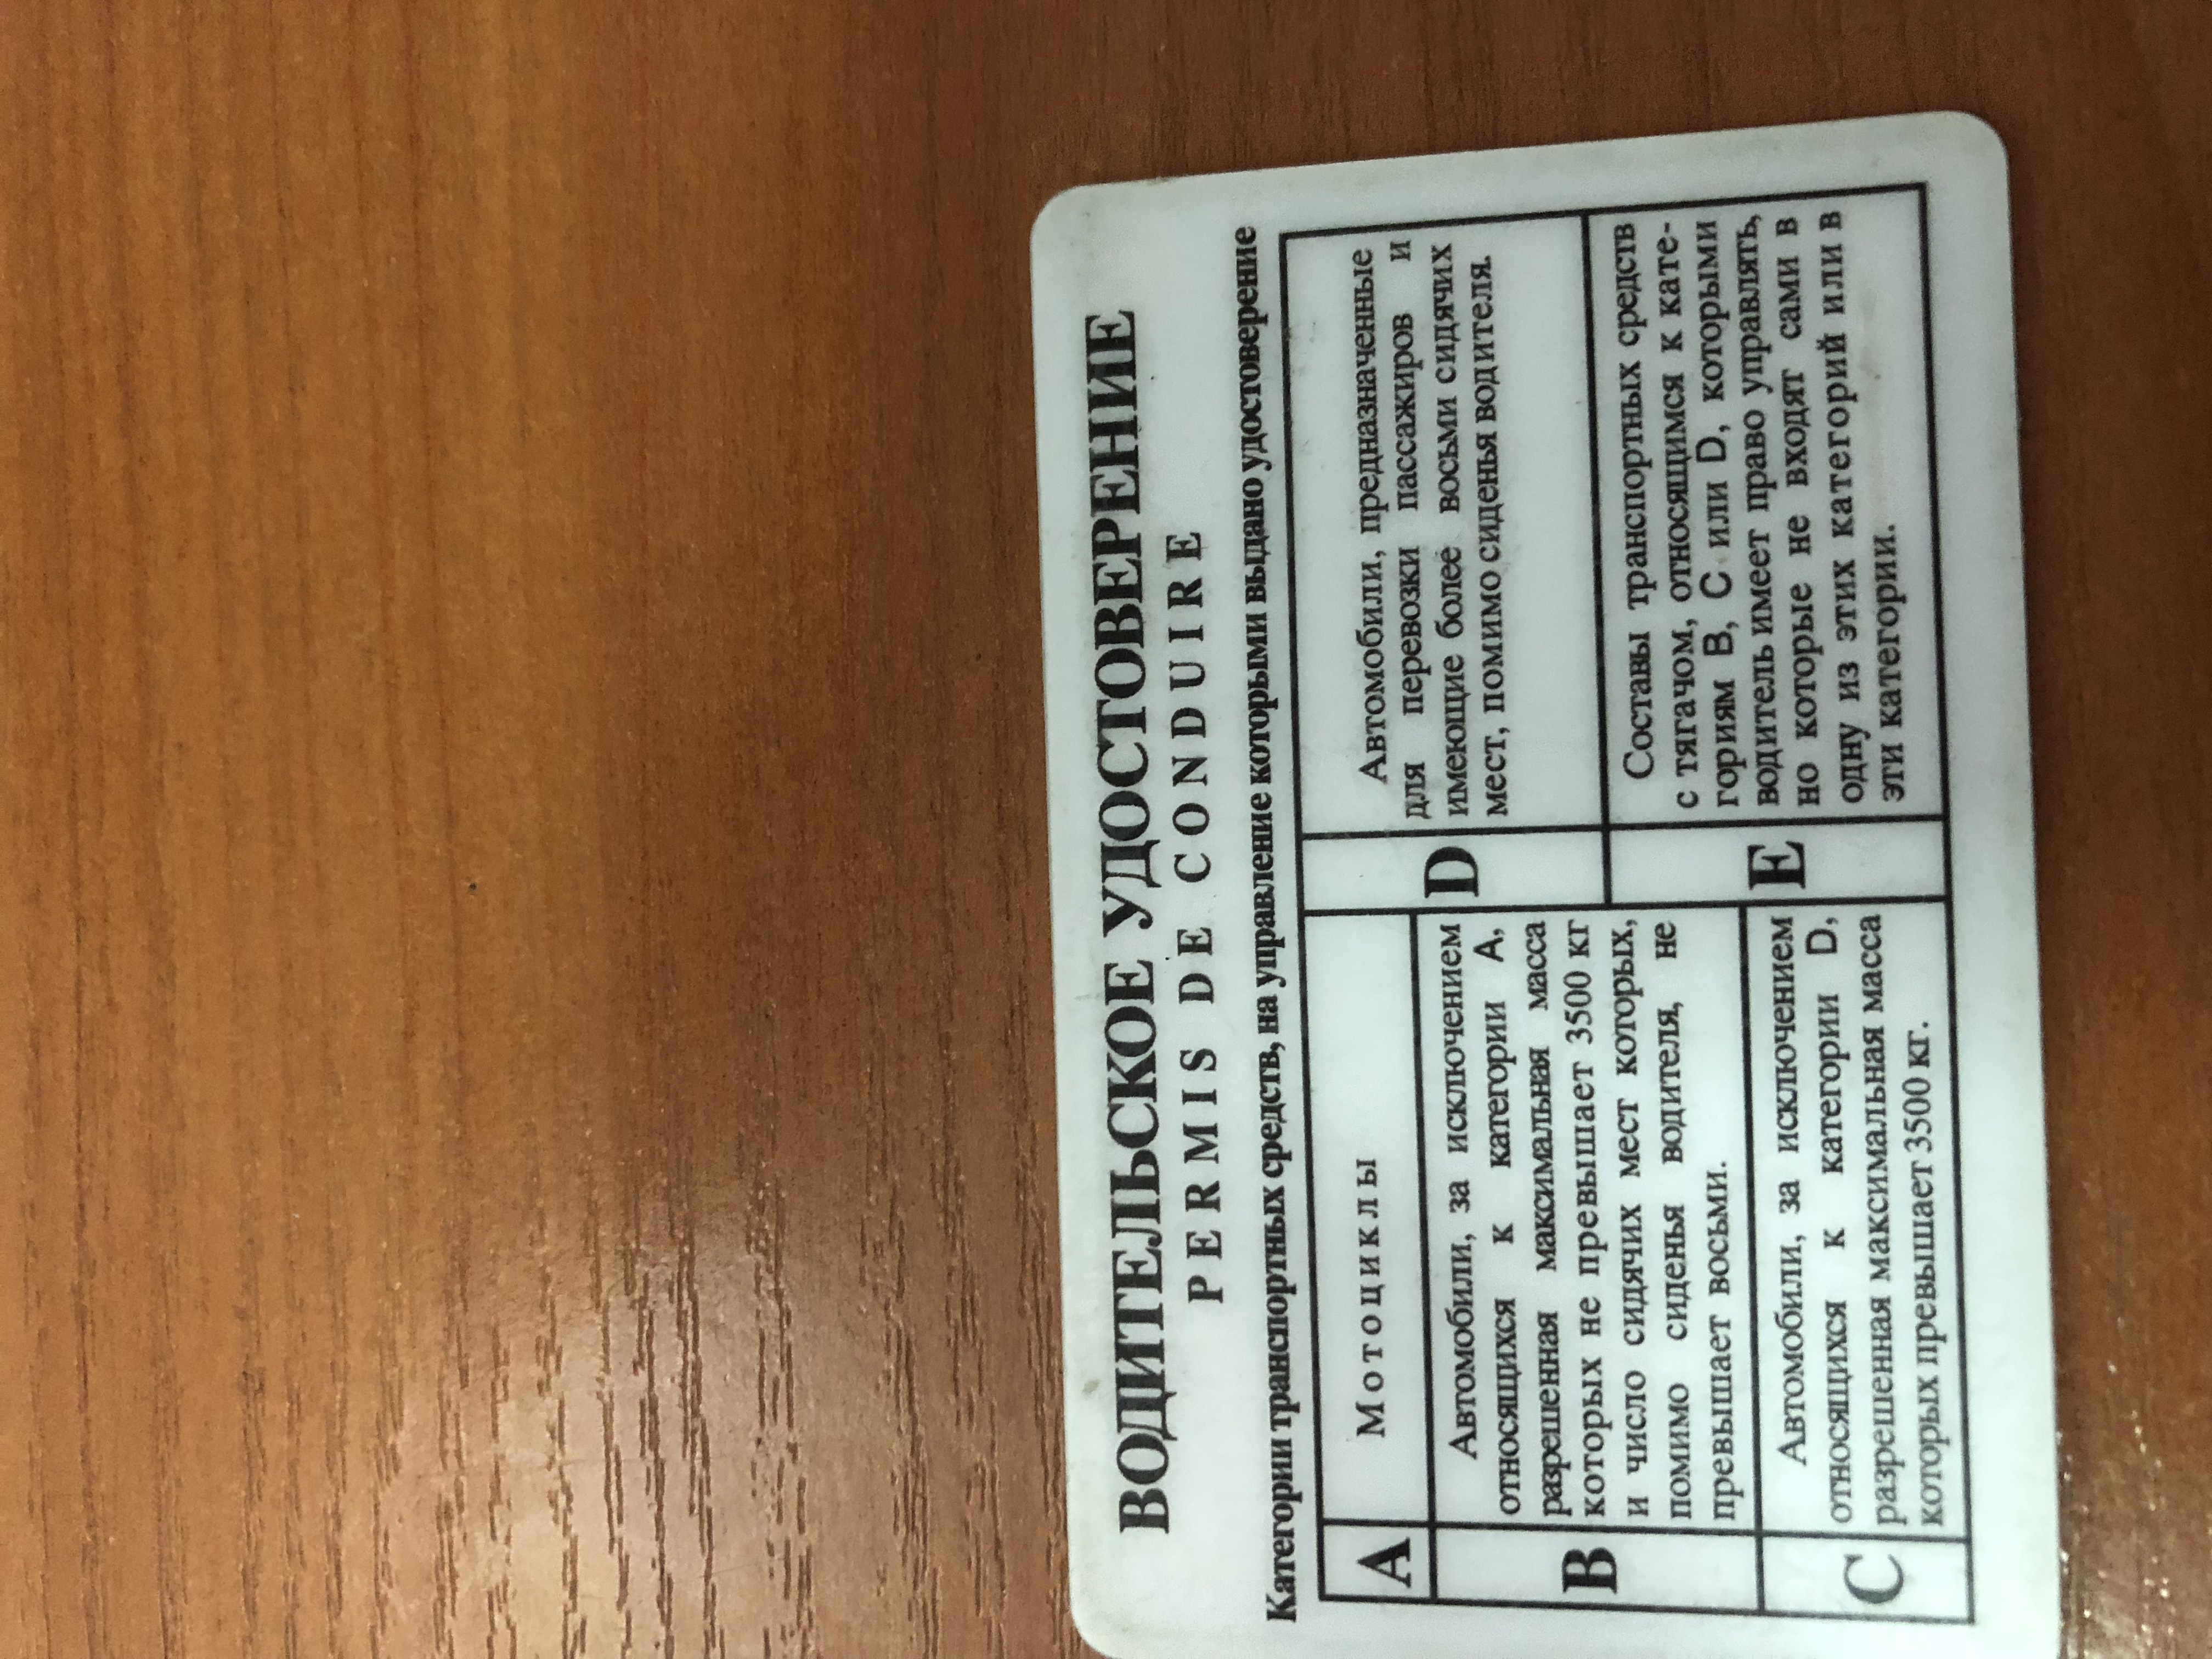 ВОДИТЕЛЬСКОЕ УДОСТОВЕРЕНИЕ
PERMIS DE CONDUIRE
Категории транспортных средств, на управление которыми выдано удостоверение
A
Мотоциклы
B
Автомобили, за исключением
относящихся к категории A,
разрешенная максимальная масса
которых не превышает 3500 кг
и число сидячих мест которых,
помимо сиденья водителя, не
превышает восьми.
C
Автомобили, за исключением
относящихся к категории D,
разрешенная максимальная масса
которых превышает 3500 кг.
D
Автомобили, предназначенные
для перевозки пассажиров и
имеющие более восьми сидячих
мест, помимо сиденья водителя.
E
Составы транспортных средств
с тягачом, относящимся к кате-
гориям B, C или D, которыми
водитель имеет право управлять,
но которые не входят сами в
одну из этих категорий или в
эти категории.